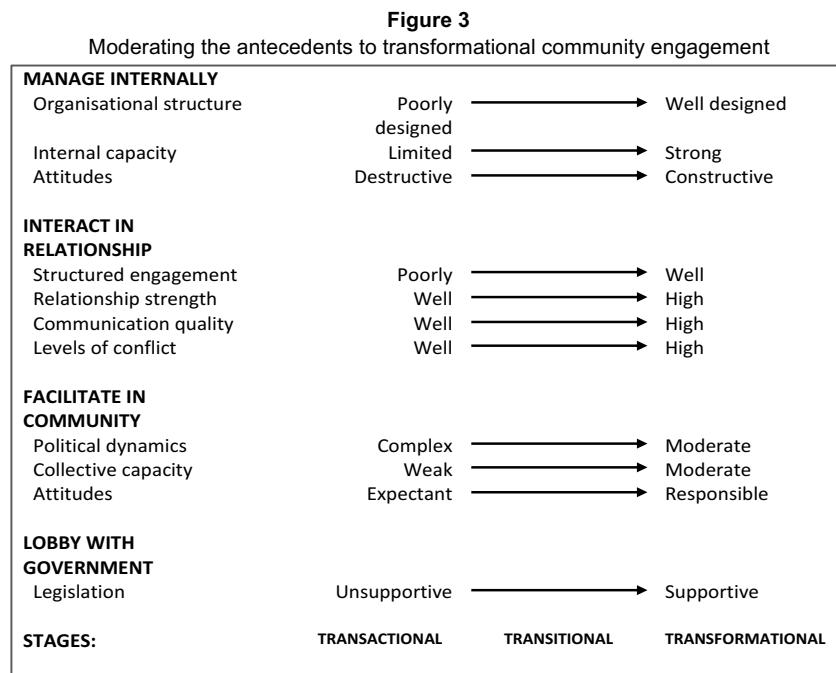 Figure 3
Moderating the antecedents to transformational community engagement
MANAGE INTERNALLY
Organisational structure Poorly designed Well designed
Internal capacity Limited Strong
Attitudes Destructive Constructive
INTERACT IN
RELATIONSHIP
Structured engagement Poorly Well
Relationship strength Well High
Communication quality Well High
Levels of conflict Well High
FACILITATE IN
COMMUNITY
Political dynamics Complex Moderate
Collective capacity Weak Moderate
Attitudes Expectant Responsible
LOBBY WITH
GOVERNMENT
Legislation Unsupportive Supportive
STAGES: TRANSACTIONAL TRANSITIONAL TRANSFORMATIONAL